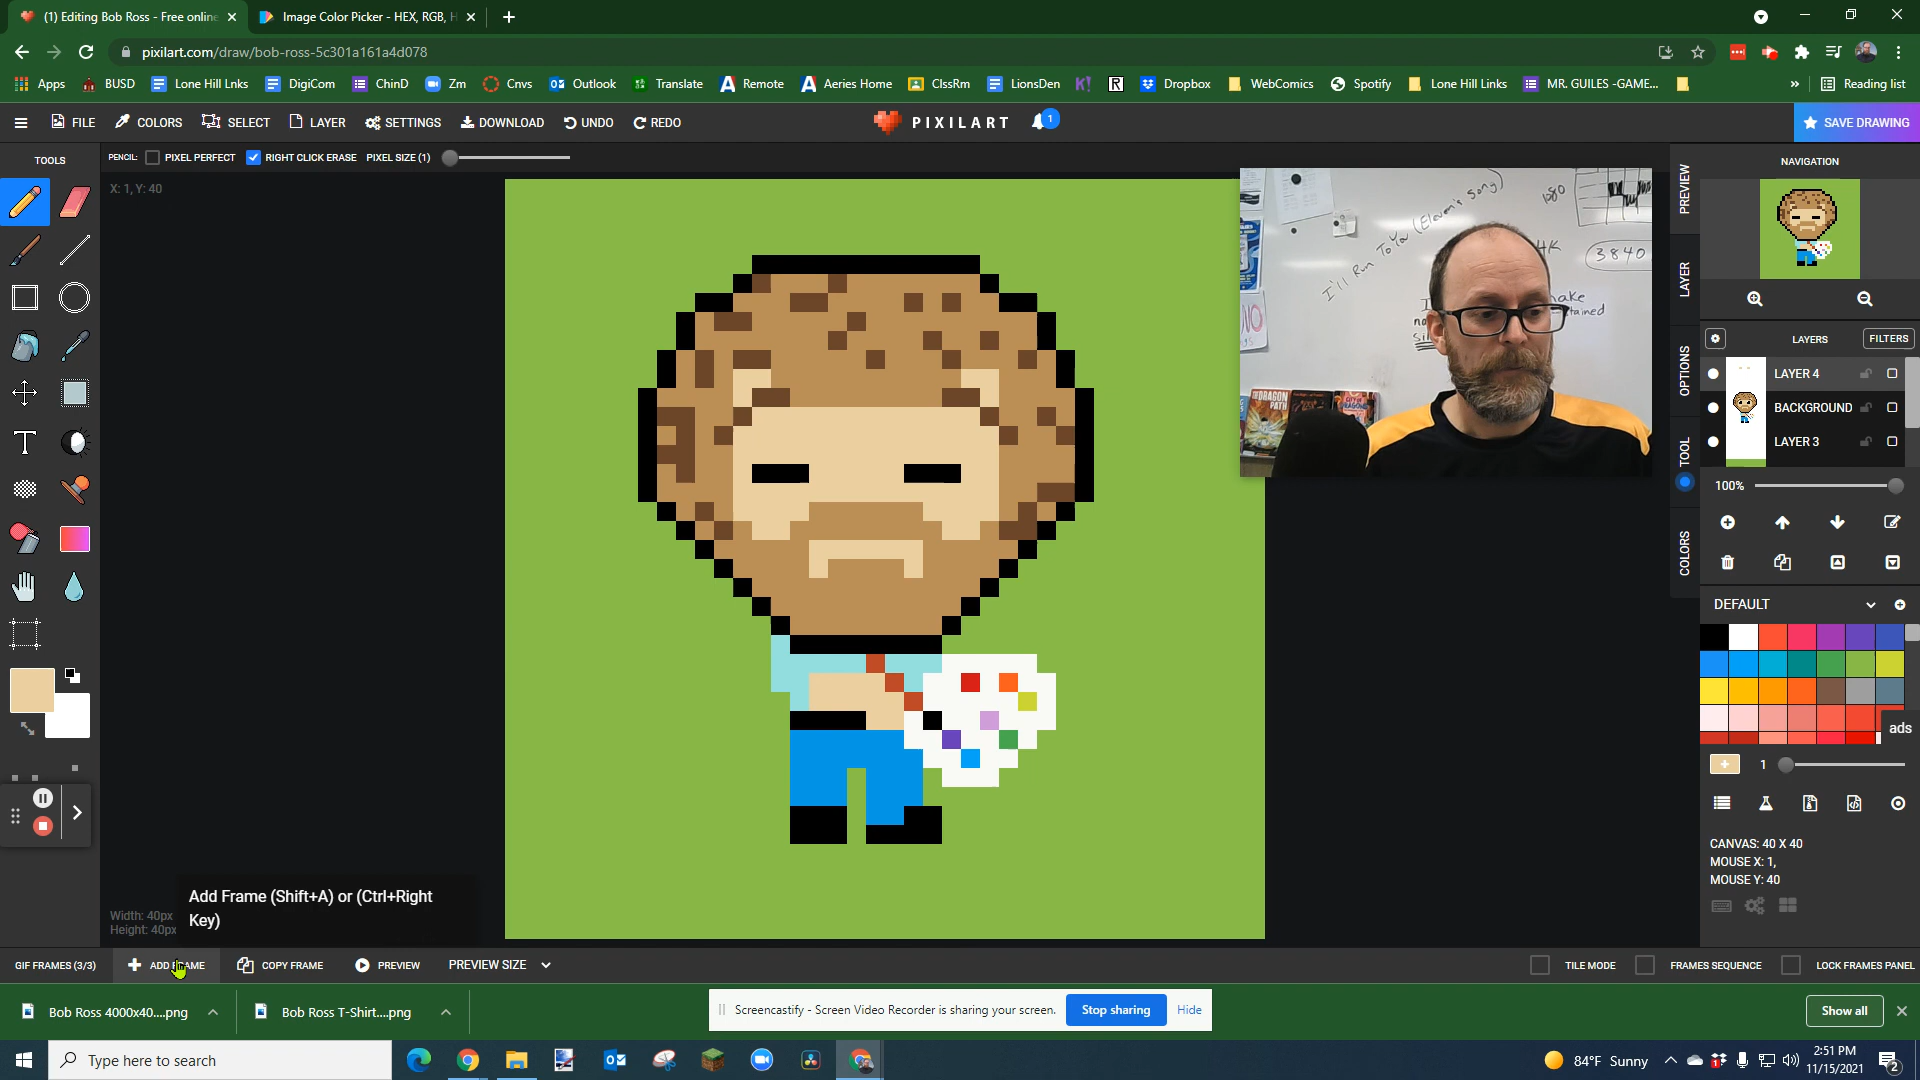 (1) Editing Bob Ross - Free online
Image Color Picker - HEX, RGB, H
pixilart.com/draw/bob-ross-5c301a161a4d078
Apps BUSD Lone Hill Lnks DigiCom ChinD Zm Cnvs Outlook Translate Remote Aeries Home ClssRm LionsDen K! R Dropbox WebComics Spotify Lone Hill Links MR. GUILES -GAME... » Reading list
FILE COLORS SELECT LAYER SETTINGS DOWNLOAD UNDO REDO PIXILART 1 SAVE DRAWING
TOOLS
PENCIL: PIXEL PERFECT RIGHT CLICK ERASE PIXEL SIZE (1)
NAVIGATION
X: 1, Y: 40
PREVIEW
LAYER
OPTIONS
TOOL
COLORS
I'll Run To You (Eleven's Song)
1080
4K
3840
make
THE DRAGON PATH
LAYERS FILTERS
LAYER 4
BACKGROUND
LAYER 3
100%
DEFAULT
ads
1
CANVAS: 40 X 40
MOUSE X: 1,
MOUSE Y: 40
Add Frame (Shift+A) or (Ctrl+Right
Key)
Width: 40px
Height: 40px
GIF FRAMES (3/3) ADD FRAME COPY FRAME PREVIEW PREVIEW SIZE TILE MODE FRAMES SEQUENCE LOCK FRAMES PANEL
Bob Ross 4000x40....png Bob Ross T-Shirt....png Screencastify - Screen Video Recorder is sharing your screen. Stop sharing Hide Show all
Type here to search 84°F Sunny 2:51 PM
11/15/2021 2